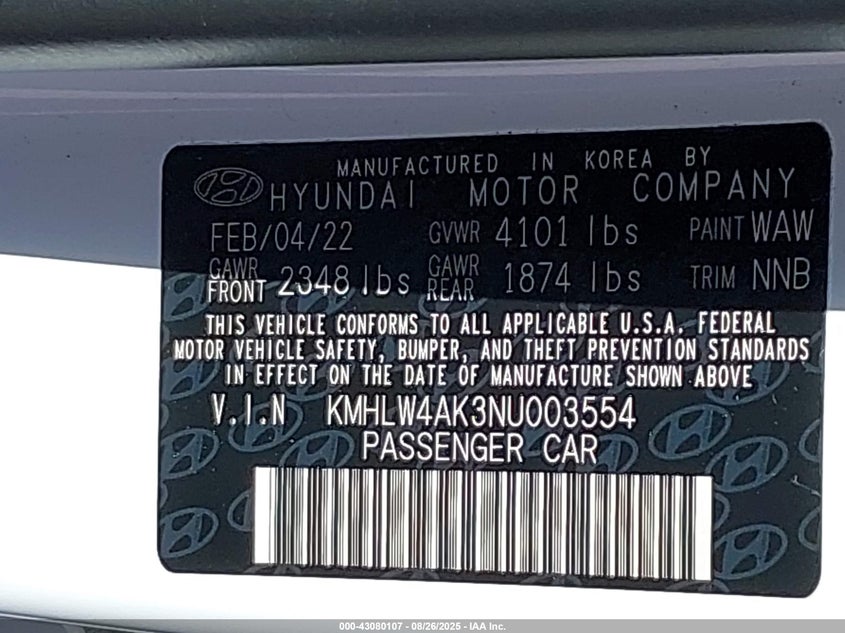 MANUFACTURED IN KOREA BY
HYUNDAI MOTOR COMPANY
FEB/04/22 GVWR 4101 lbs PAINT WAW
GAWR FRONT 2348 lbs GAWR REAR 1874 lbs TRIM NNB
THIS VEHICLE CONFORMS TO ALL APPLICABLE U.S.A. FEDERAL
MOTOR VEHICLE SAFETY, BUMPER, AND THEFT PREVENTION STANDARDS
IN EFFECT ON THE DATE OF MANUFACTURE SHOWN ABOVE
V.I.N KMHLW4AK3NU003554
PASSENGER CAR
000-43080107 - 08/26/2025 - IAA Inc.